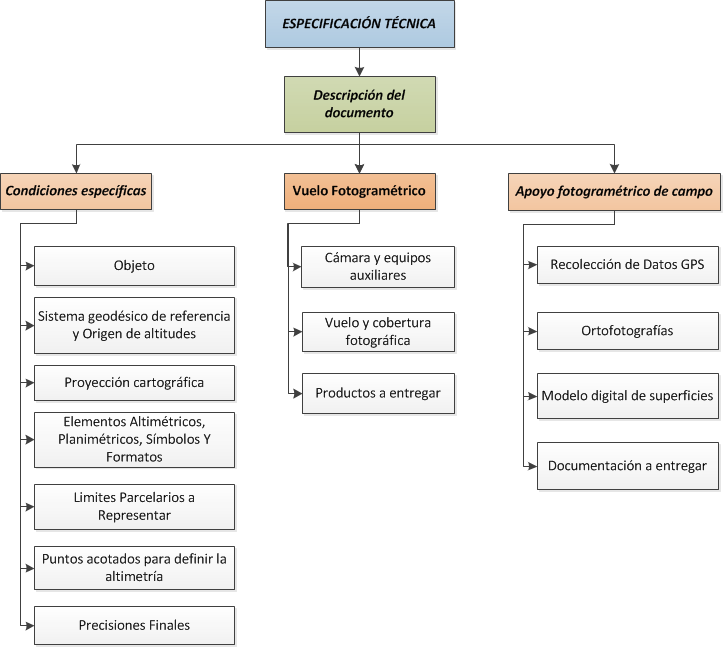 ESPECIFICACIÓN TÉCNICA
Descripción del
documento
Condiciones específicas
Objeto
Sistema geodésico de referencia
y Origen de altitudes
Proyección cartográfica
Elementos Altimétricos,
Planimétricos, Símbolos Y
Formatos
Limites Parcelarios a
Representar
Puntos acotados para definir la
altimetría
Precisiones Finales
Vuelo Fotogramétrico
Cámara y equipos
auxiliares
Vuelo y cobertura
fotográfica
Productos a entregar
Apoyo fotogramétrico de campo
Recolección de Datos GPS
Ortofotografías
Modelo digital de superficies
Documentación a entregar